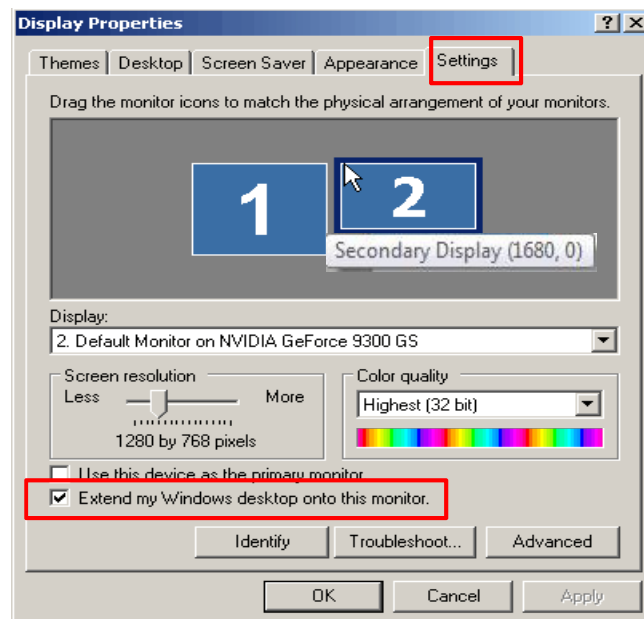 Display Properties
Themes Desktop Screen Saver Appearance Settings
Drag the monitor icons to match the physical arrangement of your monitors.
1 2
Secondary Display (1680, 0)
Display:
2. Default Monitor on NVIDIA GeForce 9300 GS
Screen resolution Color quality
Less More Highest (32 bit)
1280 by 768 pixels
Use this device as the primary monitor.
Extend my Windows desktop onto this monitor.
Identify Troubleshoot... Advanced
OK Cancel Apply